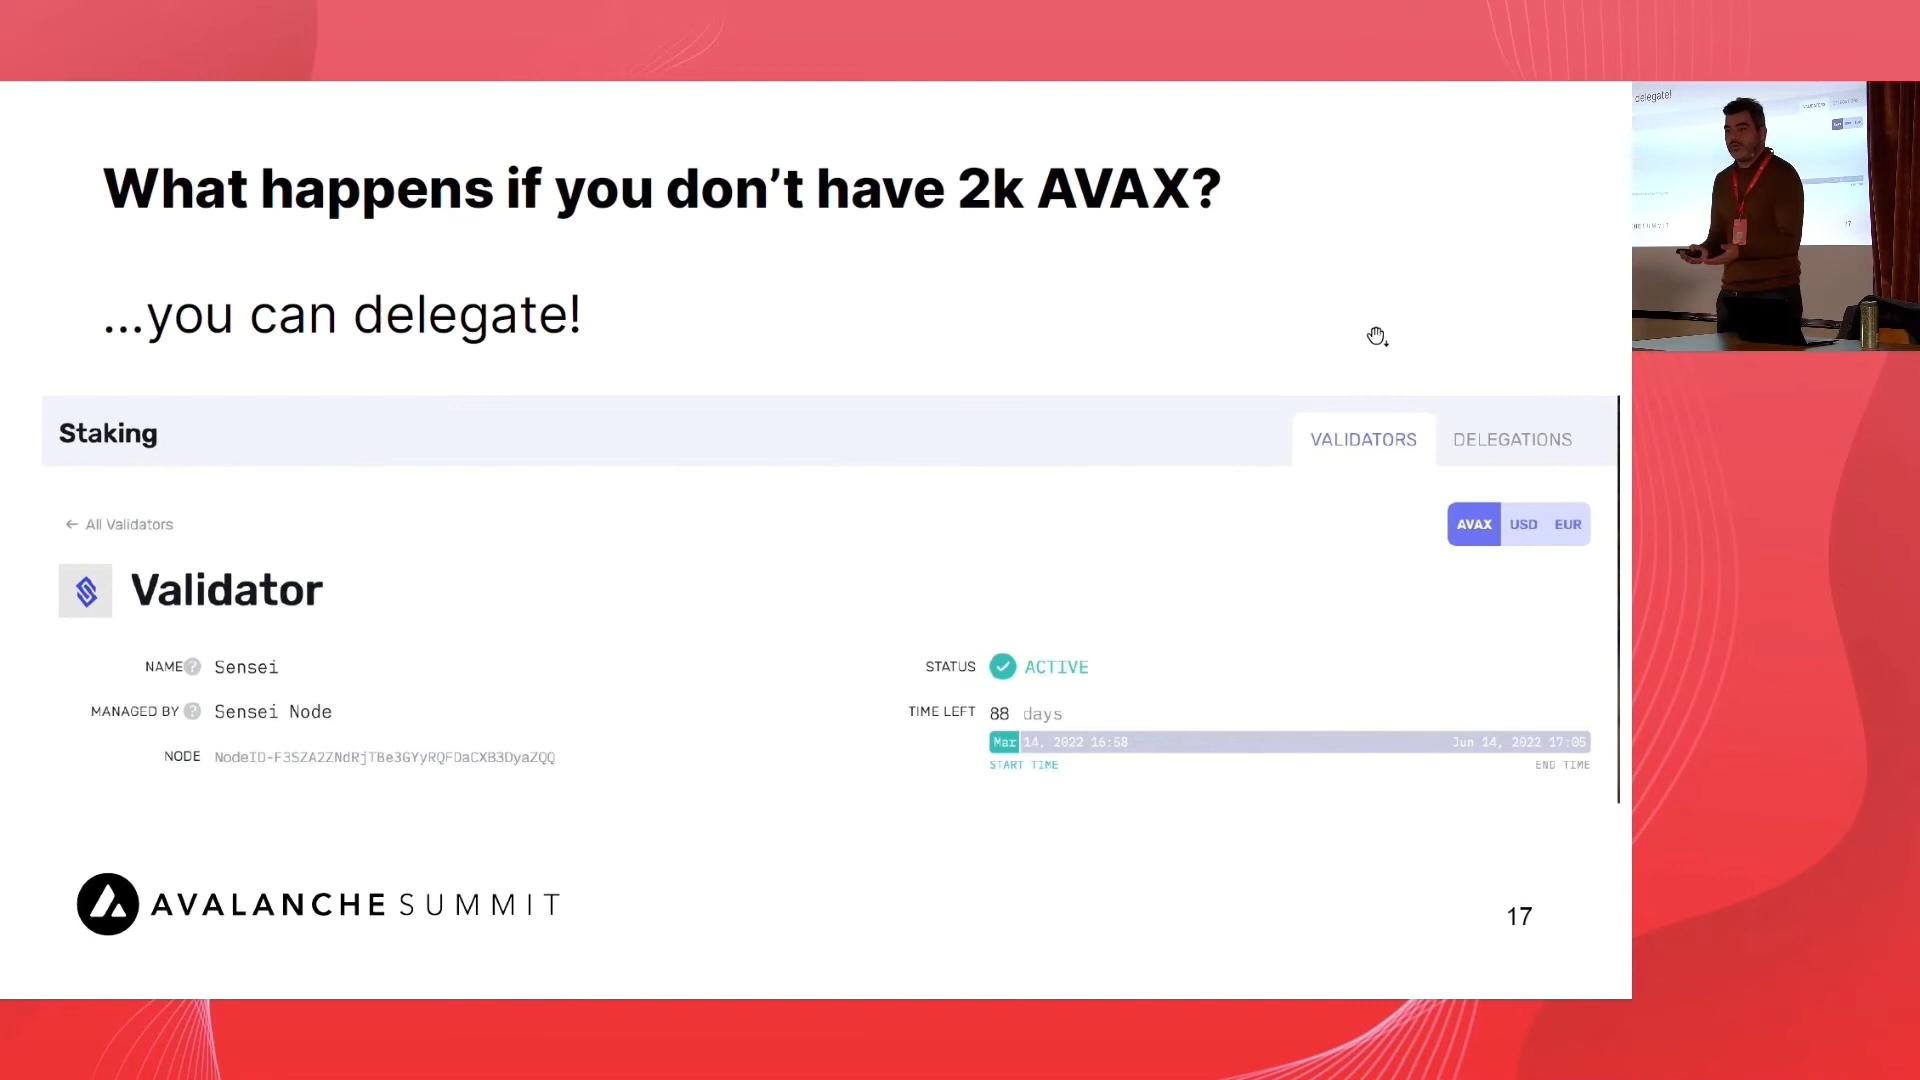 What happens if you don't have 2k AVAX?
...you can delegate!
Staking
VALIDATORS
DELEGATIONS
← All Validators
AVAX USD EUR
Validator
NAME ? Sensei
MANAGED BY ? Sensei Node
NODE NodeID-F3SZA2ZNdRjTBe3GYyRQFDaCXB3DyaZQQ
STATUS ACTIVE
TIME LEFT 88 days
Mar 14, 2022 16:58
Jun 14, 2022 17:05
START TIME
END TIME
AVALANCHE SUMMIT
17
delegate!
VALIDATORS